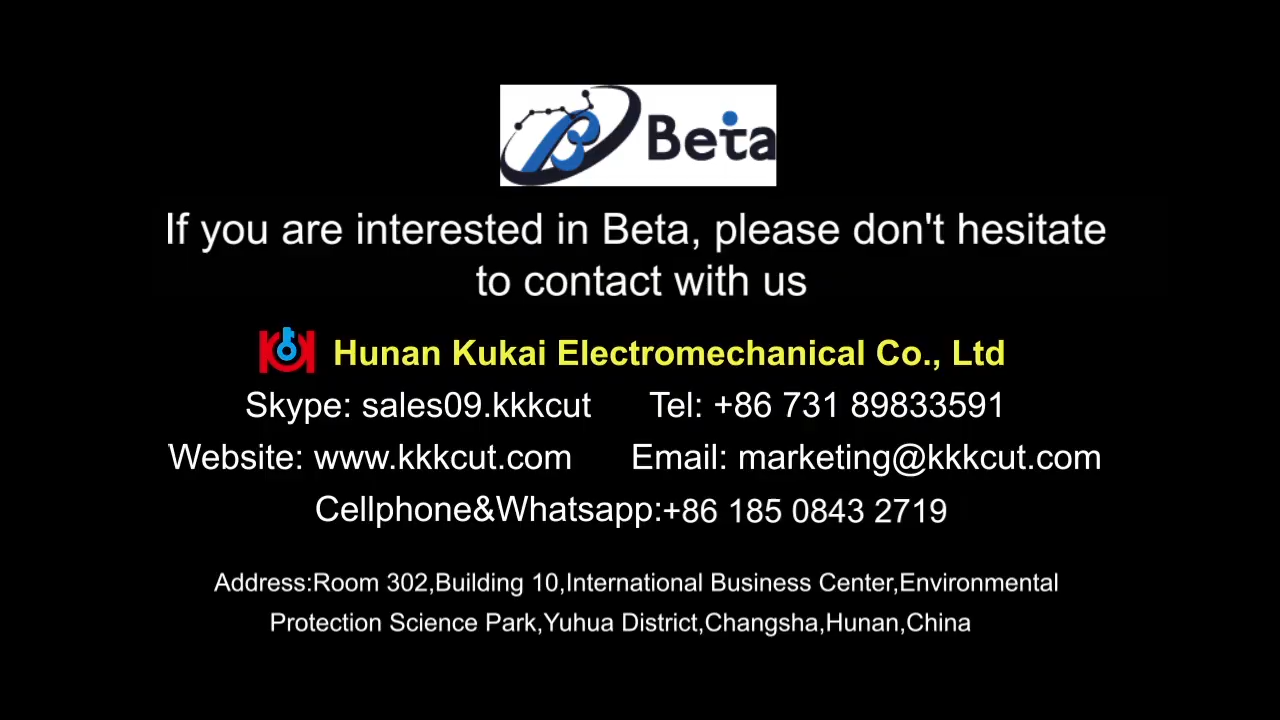 Beta
If you are interested in Beta, please don't hesitate
to contact with us
Hunan Kukai Electromechanical Co., Ltd
Skype: sales09.kkkcut Tel: +86 731 89833591
Website: www.kkkcut.com Email: marketing@kkkcut.com
Cellphone&Whatsapp:+86 185 0843 2719
Address:Room 302,Building 10,International Business Center,Environmental
Protection Science Park,Yuhua District,Changsha,Hunan,China